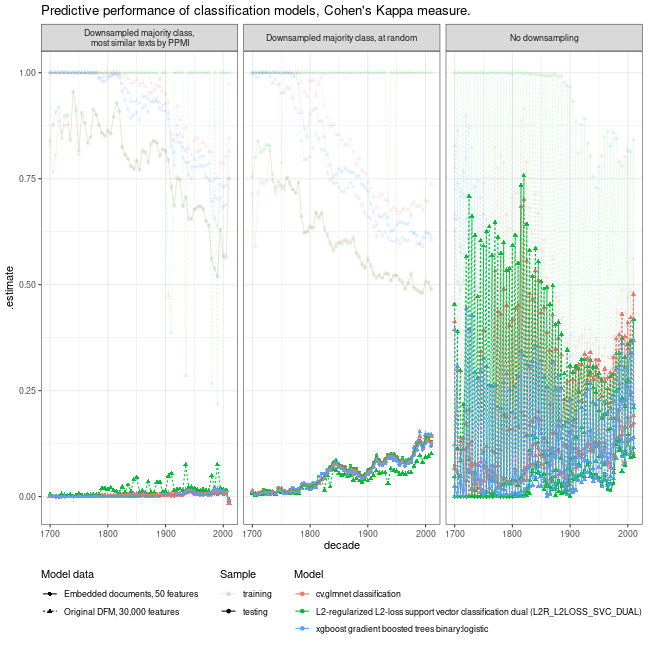 Predictive performance of classification models, Cohen's Kappa measure.
Downsampled majority class,
most similar texts by PPMI
Downsampled majority class, at random
No downsampling
1.00
0.75
0.50
0.25
0.00
.estimate
1700
1800
1900
2000
1700
1800
1900
2000
1700
1800
1900
2000
decade
Model data
Embedded documents, 50 features
Original DFM, 30,000 features
Sample
training
testing
Model
cv.glmnet classification
L2-regularized L2-loss support vector classification dual (L2R_L2LOSS_SVC_DUAL)
xgboost gradient boosted trees binary:logistic